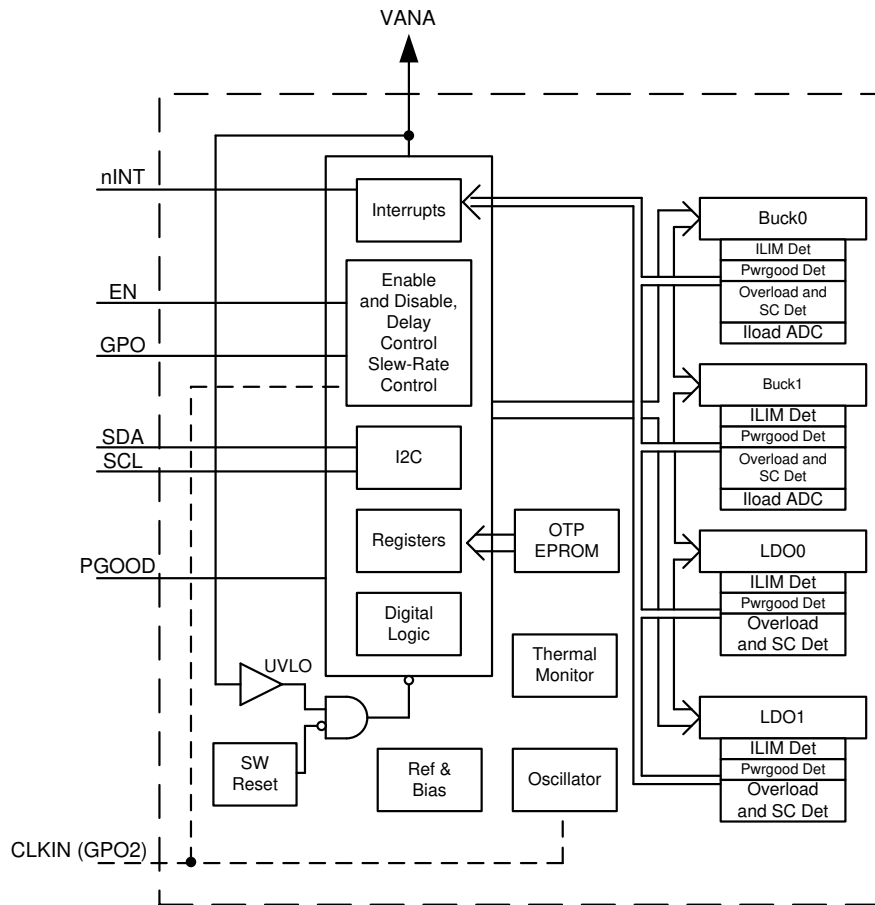 VANA
nINT
Interrupts
EN
GPO
Enable
and Disable,
Delay
Control
Slew-Rate
Control
SDA
SCL
I2C
Registers
OTP
EPROM
PGOOD
Digital
Logic
Thermal
Monitor
UVLO
SW
Reset
Ref &
Bias
Oscillator
CLKIN (GPO2)
Buck0
ILIM Det
Pwrgood Det
Overload and
SC Det
Iload ADC
Buck1
ILIM Det
Pwrgood Det
Overload and
SC Det
Iload ADC
LDO0
ILIM Det
Pwrgood Det
Overload
and SC Det
LDO1
ILIM Det
Pwrgood Det
Overload
and SC Det